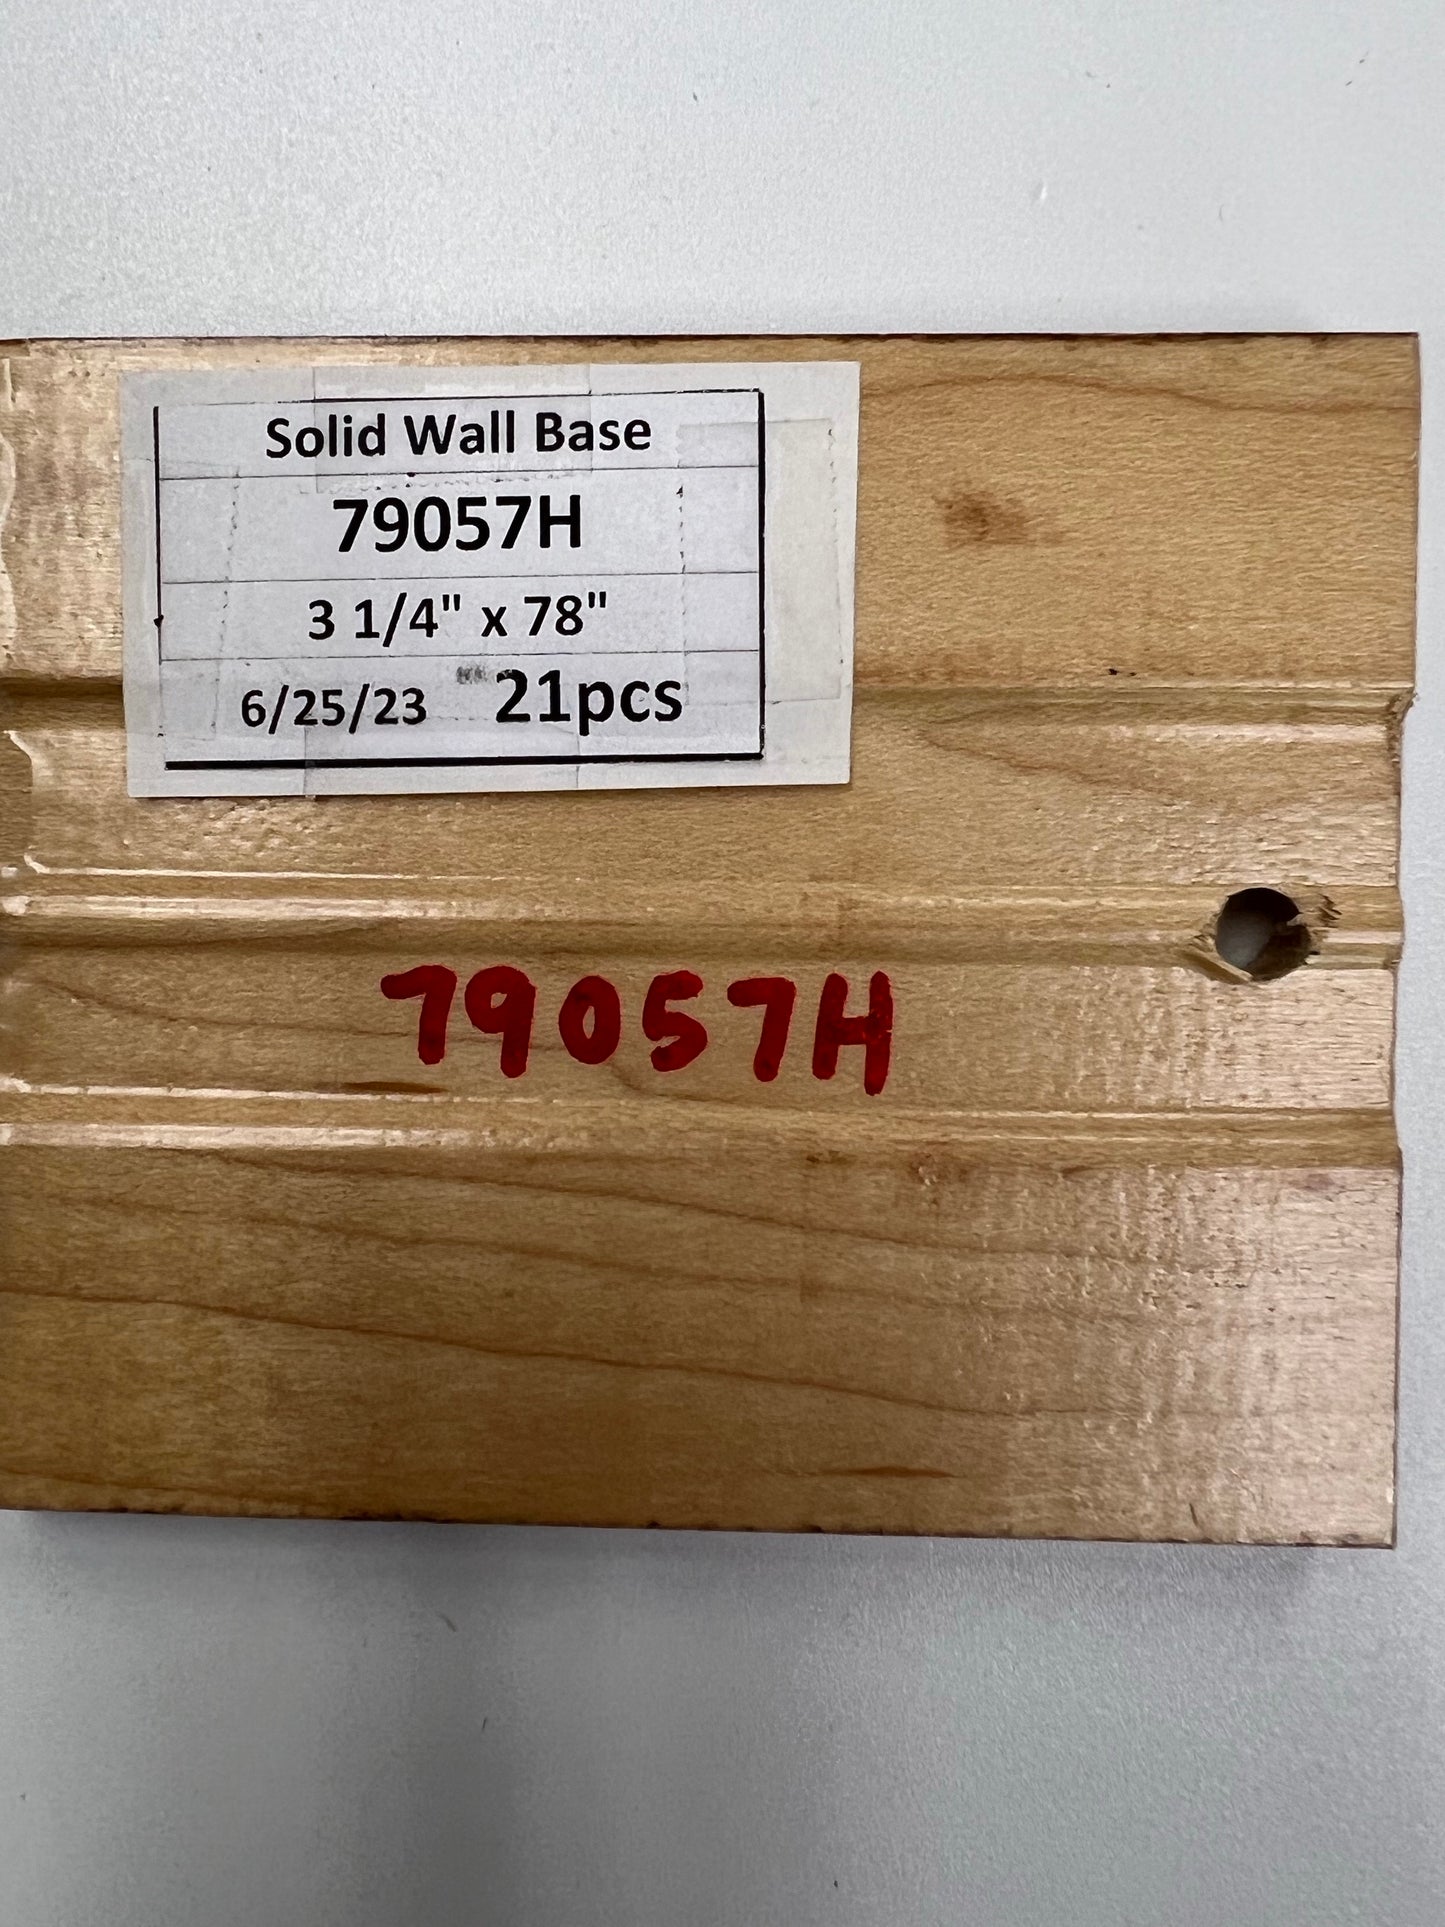 Solid Wall Base
79057H
3 1/4" x 78"
6/25/23 21pcs
79057H